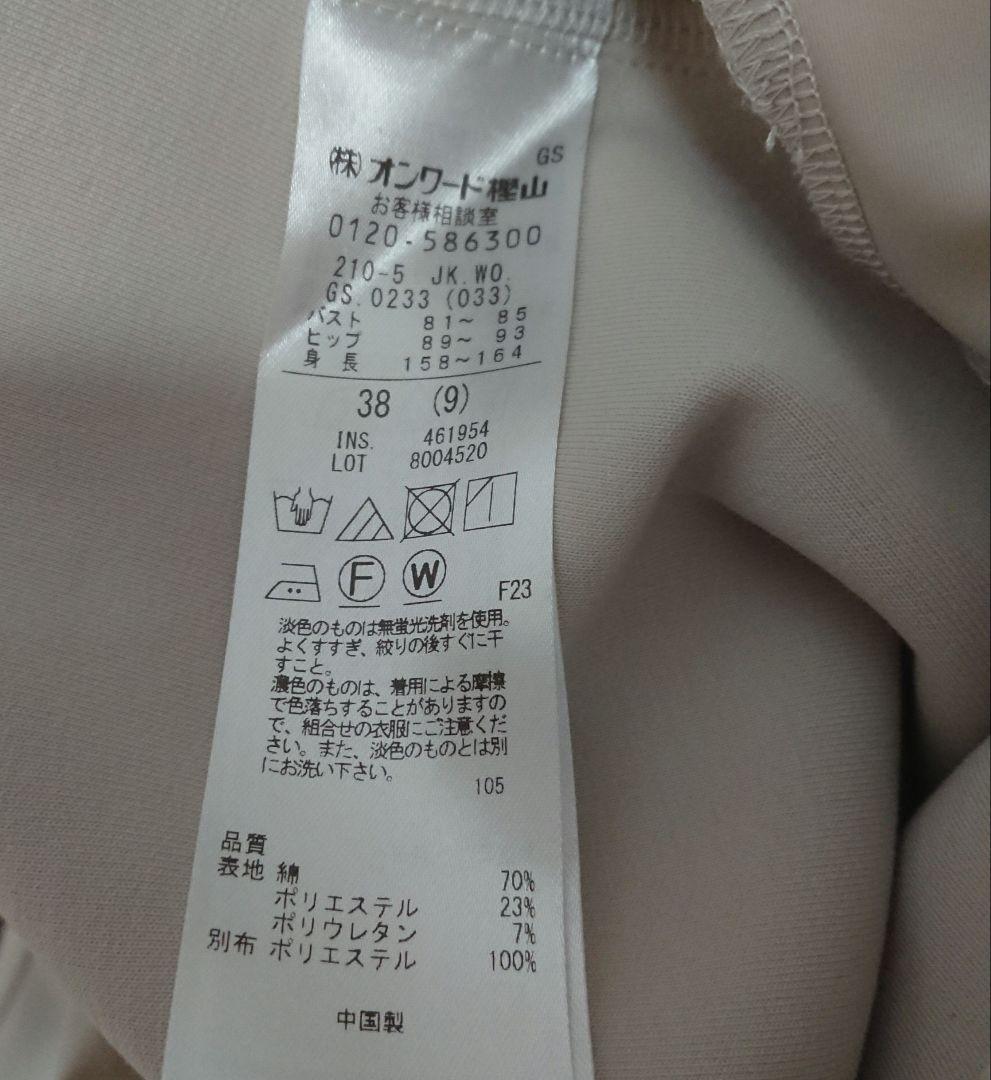 GS
(株)オンワード樫山
お客様相談室
0120-586300
210-5 JK.WO.
GS.0233 (033)
バスト 81～ 85
ヒップ 89～ 93
身 長 158～164
38 (9)
INS. 461954
LOT 8004520
F W F23
淡色のものは無蛍光洗剤を使用。
よくすすぎ、絞りの後すぐに干
すこと。
濃色のものは、着用による摩擦
で色落ちすることがありますの
で、組合せの衣服にご注意くだ
さい。また、淡色のものとは別
にお洗い下さい。
105
品質
表地 綿 70%
ポリエステル 23%
ポリウレタン 7%
別布 ポリエステル 100%
中国製